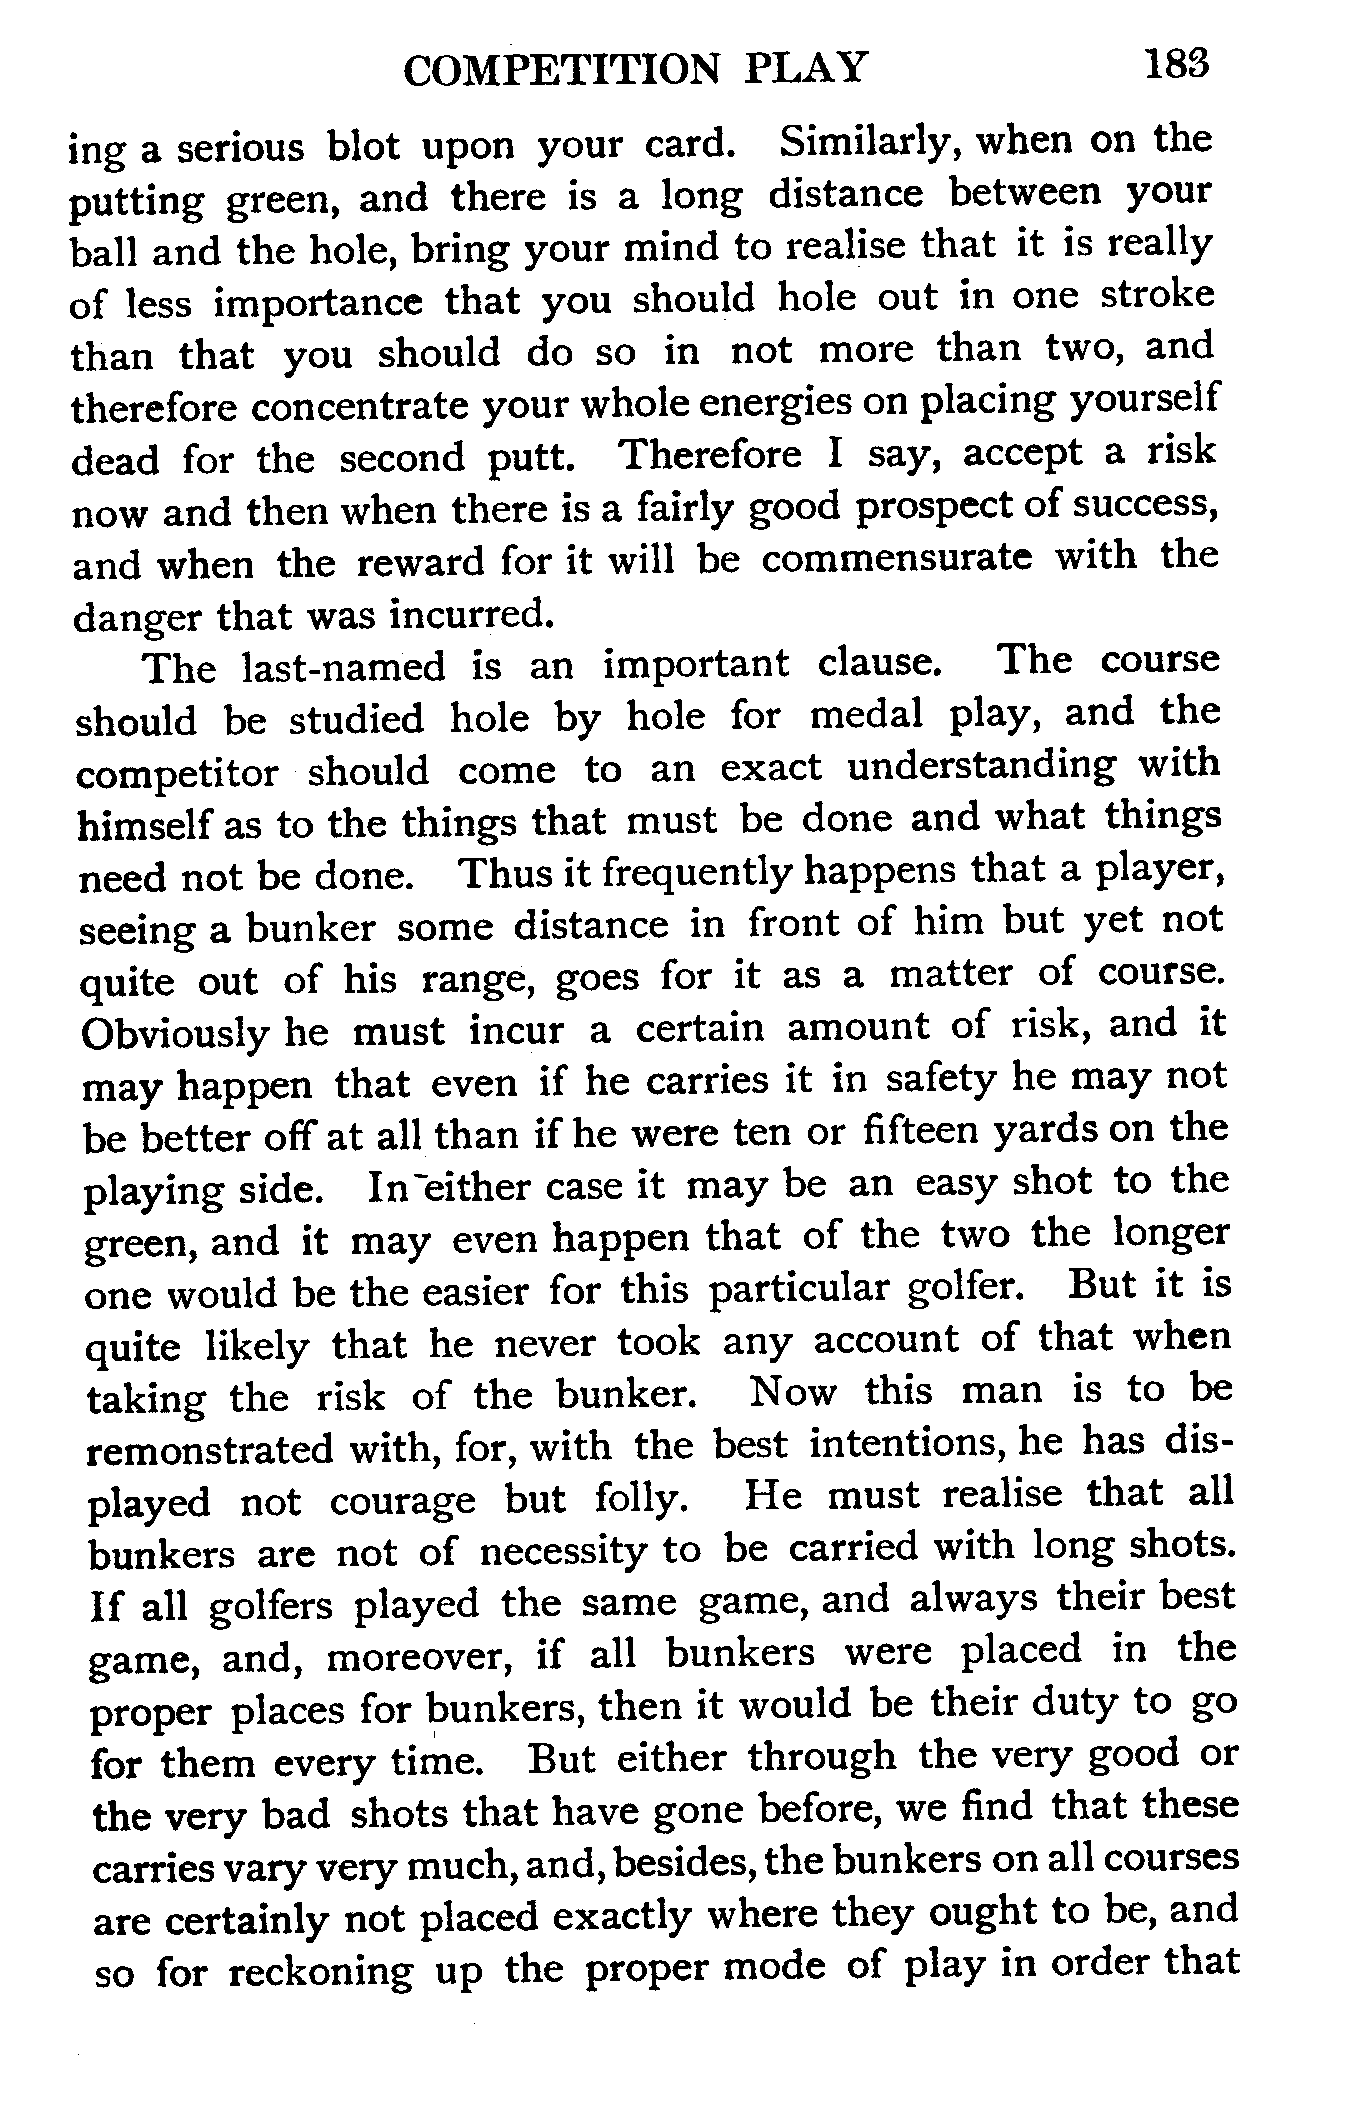 COMPETITION PLAY 183
ing a serious blot upon your card. Similarly, when on the
putting green, and there is a long distance between your
ball and the hole, bring your mind to realise that it is really
of less importance that you should hole out in one stroke
than that you should do so in not more than two, and
therefore concentrate your whole energies on placing yourself
dead for the second putt. Therefore I say, accept a risk
now and then when there is a fairly good prospect of success,
and when the reward for it will be commensurate with the
danger that was incurred.
The last-named is an important clause. The course
should be studied hole by hole for medal play, and the
competitor should come to an exact understanding with
himself as to the things that must be done and what things
need not be done. Thus it frequently happens that a player,
seeing a bunker some distance in front of him but yet not
quite out of his range, goes for it as a matter of course.
Obviously he must incur a certain amount of risk, and it
may happen that even if he carries it in safety he may not
be better off at all than if he were ten or fifteen yards on the
playing side. In either case it may be an easy shot to the
green, and it may even happen that of the two the longer
one would be the easier for this particular golfer. But it is
quite likely that he never took any account of that when
taking the risk of the bunker. Now this man is to be
remonstrated with, for, with the best intentions, he has dis-
played not courage but folly. He must realise that all
bunkers are not of necessity to be carried with long shots.
If all golfers played the same game, and always their best
game, and, moreover, if all bunkers were placed in the
proper places for bunkers, then it would be their duty to go
for them every time. But either through the very good or
the very bad shots that have gone before, we find that these
carries vary very much, and, besides, the bunkers on all courses
are certainly not placed exactly where they ought to be, and
so for reckoning up the proper mode of play in order that